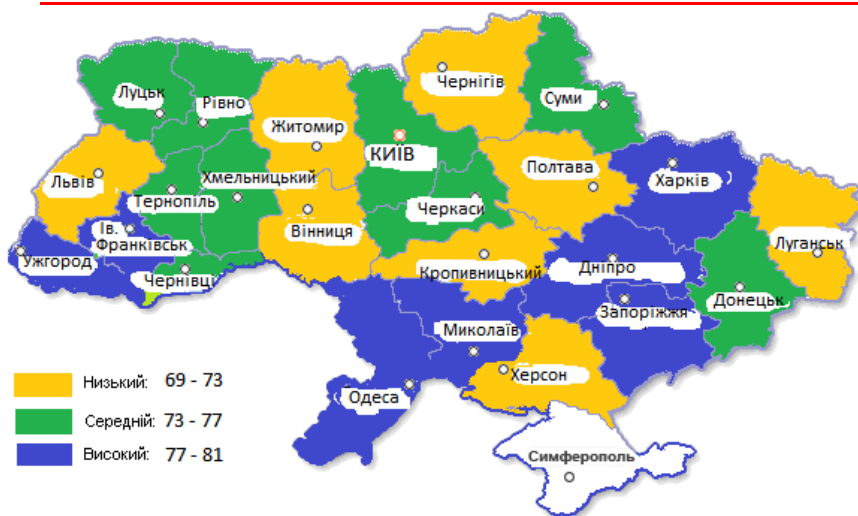 Чернігів
Луцьк
Рівно
Суми
Житомир
КИЇВ
Полтава
Харків
Львів
Хмельницький
Тернопіль
Черкаси
Ів.
Франківськ
Вінниця
Луганськ
Ужгород
Чернівці
Кропивницький
Дніпро
Донецьк
Запоріжжя
Миколаїв
Херсон
Одеса
Симферополь
Низький: 69 - 73
Середній: 73 - 77
Високий: 77 - 81